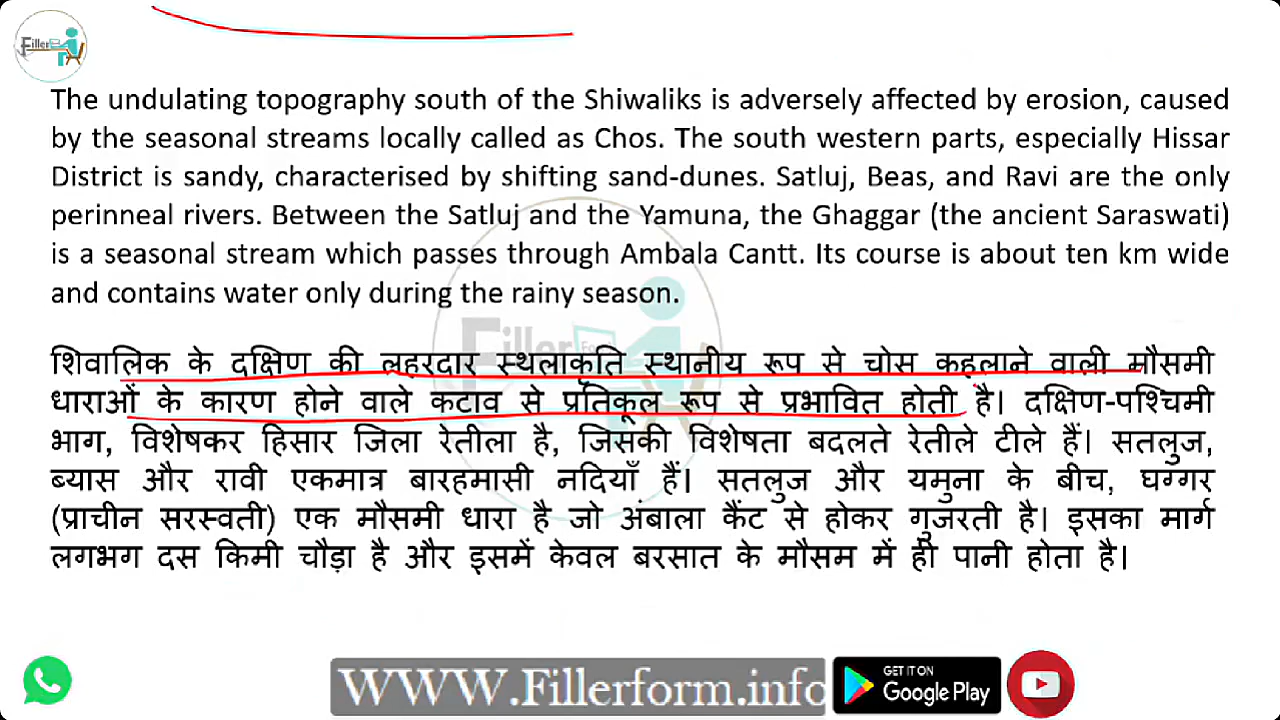 Filler
The undulating topography south of the Shiwaliks is adversely affected by erosion, caused
by the seasonal streams locally called as Chos. The south western parts, especially Hissar
District is sandy, characterised by shifting sand-dunes. Satluj, Beas, and Ravi are the only
perinneal rivers. Between the Satluj and the Yamuna, the Ghaggar (the ancient Saraswati)
is a seasonal stream which passes through Ambala Cantt. Its course is about ten km wide
and contains water only during the rainy season.
Filler
शिवालिक के दक्षिण की लहरदार स्थलाकृति स्थानीय रूप से चोस कहलाने वाली मौसमी
धाराओं के कारण होने वाले कटाव से प्रतिकूल रूप से प्रभावित होती है। दक्षिण-पश्चिमी
भाग, विशेषकर हिसार जिला रेतीला है, जिसकी विशेषता बदलते रेतीले टीले हैं। सतलुज,
ब्यास और रावी एकमात्र बारहमासी नदियाँ हैं। सतलुज और यमुना के बीच, घग्गर
(प्राचीन सरस्वती) एक मौसमी धारा है जो अंबाला कैंट से होकर गुजरती है। इसका मार्ग
लगभग दस किमी चौड़ा है और इसमें केवल बरसात के मौसम में ही पानी होता है।
WWW.Fillerform.info
GET IT ON
Google Play